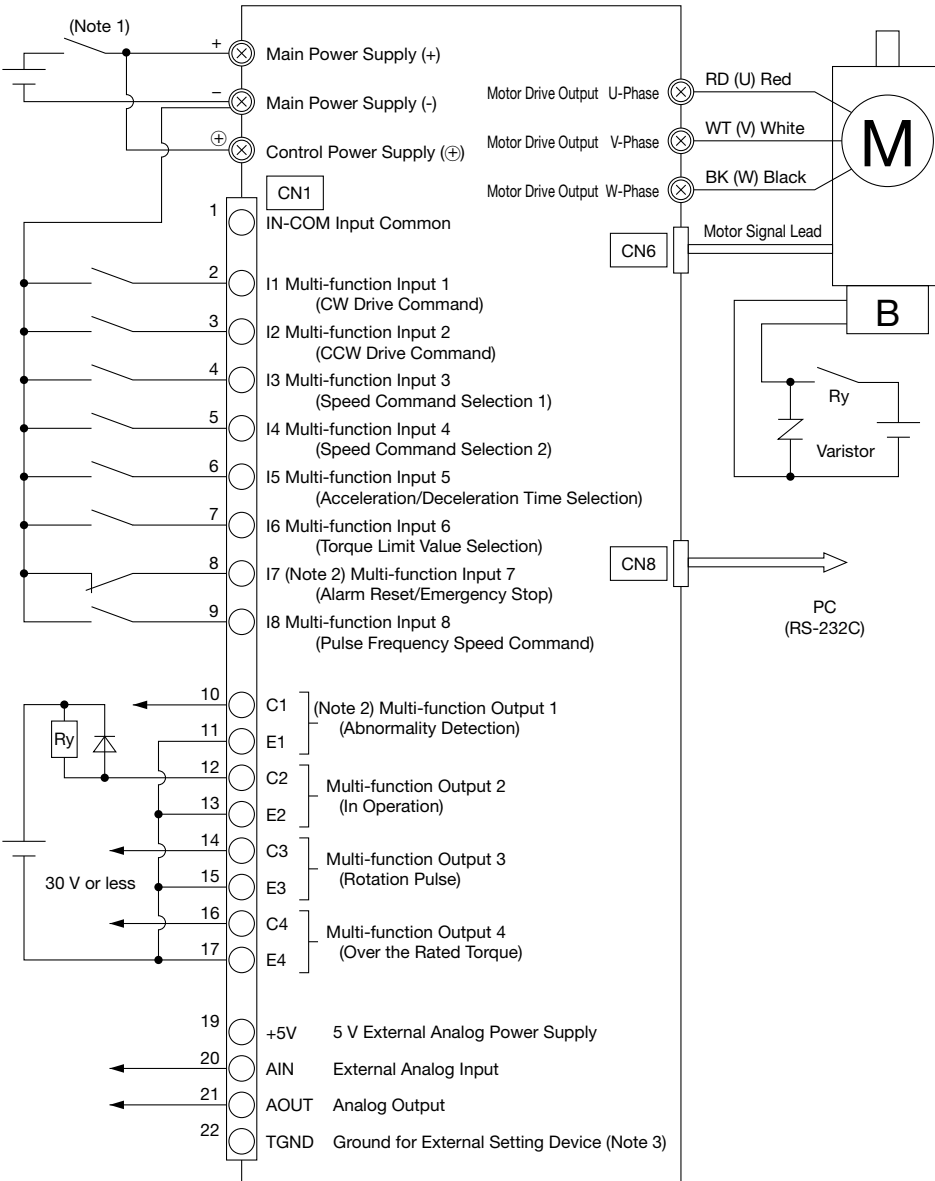 (Note 1)
+
Main Power Supply (+)
−
Main Power Supply (-)
⊕
Control Power Supply (⊕)
Motor Drive Output U-Phase
RD (U) Red
Motor Drive Output V-Phase
WT (V) White
Motor Drive Output W-Phase
BK (W) Black
M
CN1
1
IN-COM Input Common
CN6
Motor Signal Lead
B
Ry
Varistor
2
I1 Multi-function Input 1
(CW Drive Command)
3
I2 Multi-function Input 2
(CCW Drive Command)
4
I3 Multi-function Input 3
(Speed Command Selection 1)
5
I4 Multi-function Input 4
(Speed Command Selection 2)
6
I5 Multi-function Input 5
(Acceleration/Deceleration Time Selection)
7
I6 Multi-function Input 6
(Torque Limit Value Selection)
8
I7 (Note 2) Multi-function Input 7
(Alarm Reset/Emergency Stop)
9
I8 Multi-function Input 8
(Pulse Frequency Speed Command)
CN8
PC
(RS-232C)
10
C1
(Note 2) Multi-function Output 1
(Abnormality Detection)
11
E1
Ry
12
C2
Multi-function Output 2
(In Operation)
13
E2
14
C3
Multi-function Output 3
(Rotation Pulse)
15
E3
30 V or less
16
C4
Multi-function Output 4
(Over the Rated Torque)
17
E4
19
+5V 5 V External Analog Power Supply
20
AIN External Analog Input
21
AOUT Analog Output
22
TGND Ground for External Setting Device (Note 3)